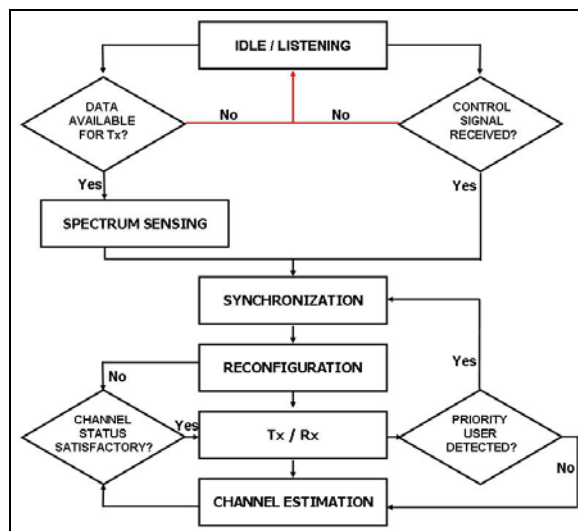 IDLE / LISTENING
DATA
AVAILABLE
FOR Tx?
No
No
CONTROL
SIGNAL
RECEIVED?
Yes
Yes
SPECTRUM SENSING
SYNCHRONIZATION
Yes
RECONFIGURATION
No
CHANNEL
STATUS
SATISFACTORY?
Yes
Tx / Rx
PRIORITY
USER
DETECTED?
No
CHANNEL ESTIMATION